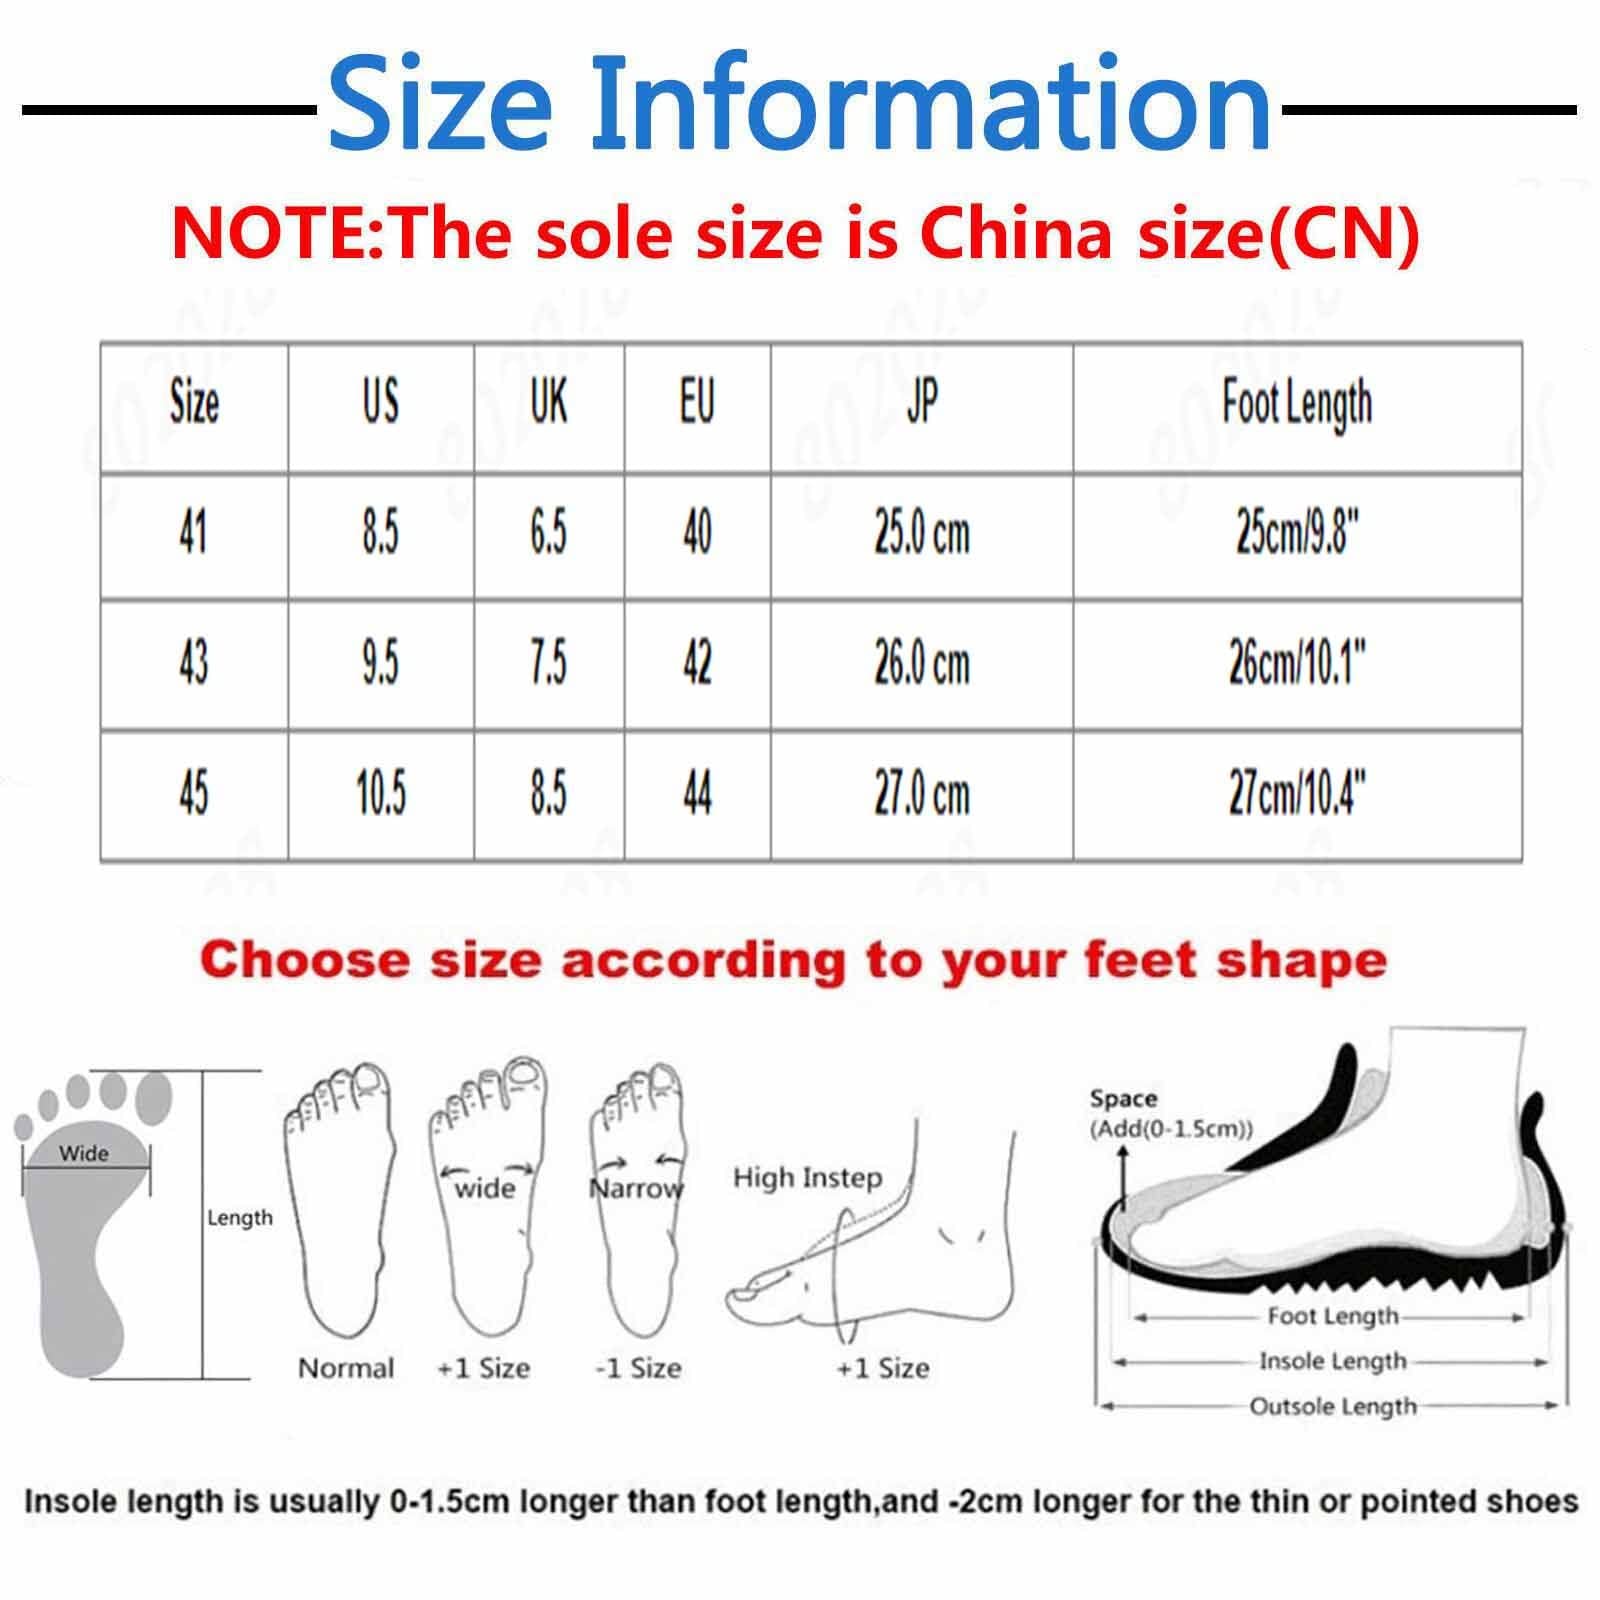 Size Information
NOTE:The sole size is China size(CN)
Size US UK EU JP Foot Length
41 8.5 6.5 40 25.0 cm 25cm/9.8"
43 9.5 7.5 42 26.0 cm 26cm/10.1"
45 10.5 8.5 44 27.0 cm 27cm/10.4"
Choose size according to your feet shape
Wide
Length
wide
Narrow
High Instep
Normal
+1 Size
-1 Size
+1 Size
Space
(Add(0-1.5cm))
Foot Length
Insole Length
Outsole Length
Insole length is usually 0-1.5cm longer than foot length,and -2cm longer for the thin or pointed shoes